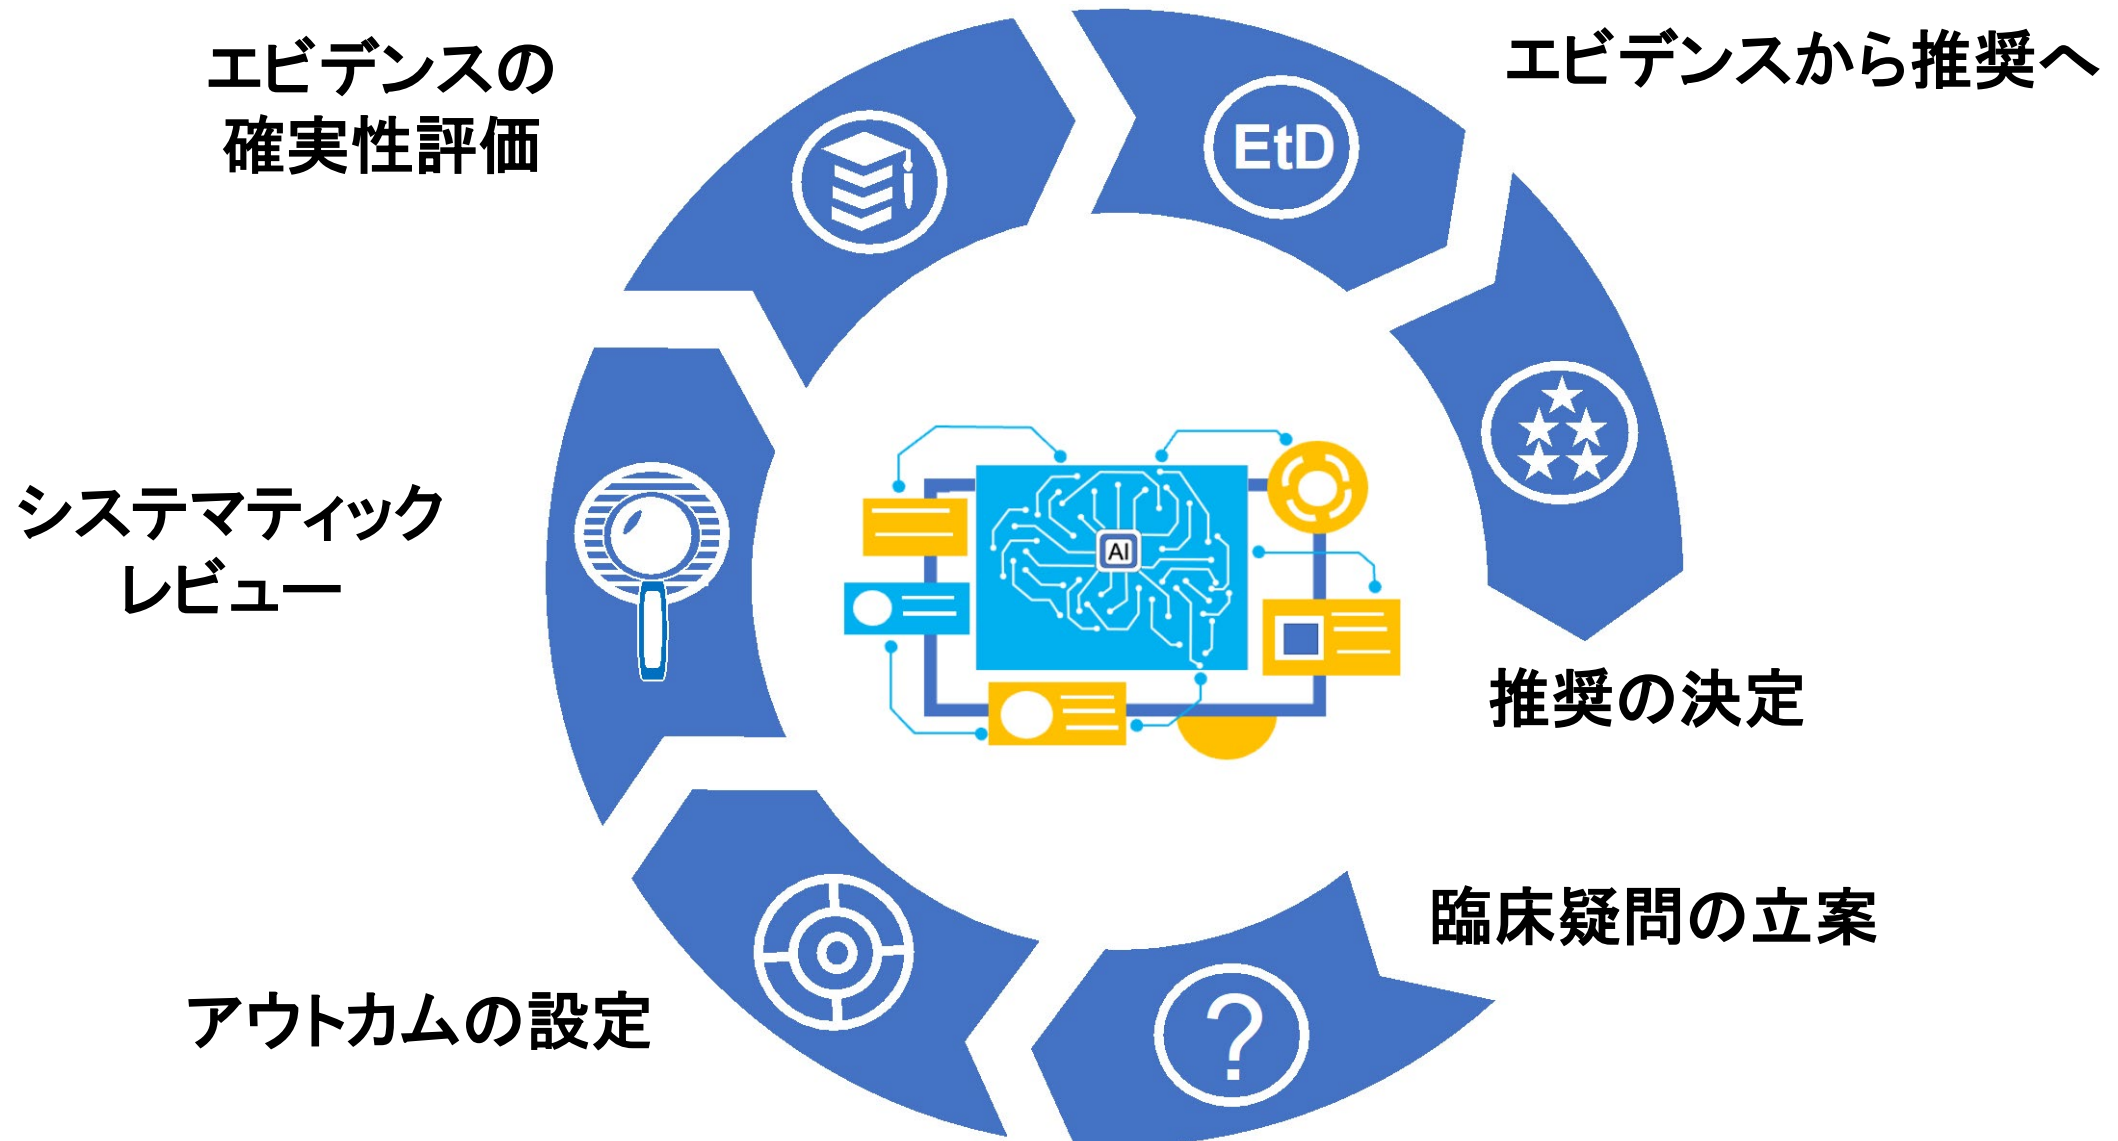 エビデンスの
確実性評価
エビデンスから推奨へ
EtD
システマティック
レビュー
AI
推奨の決定
臨床疑問の立案
アウトカムの設定
?